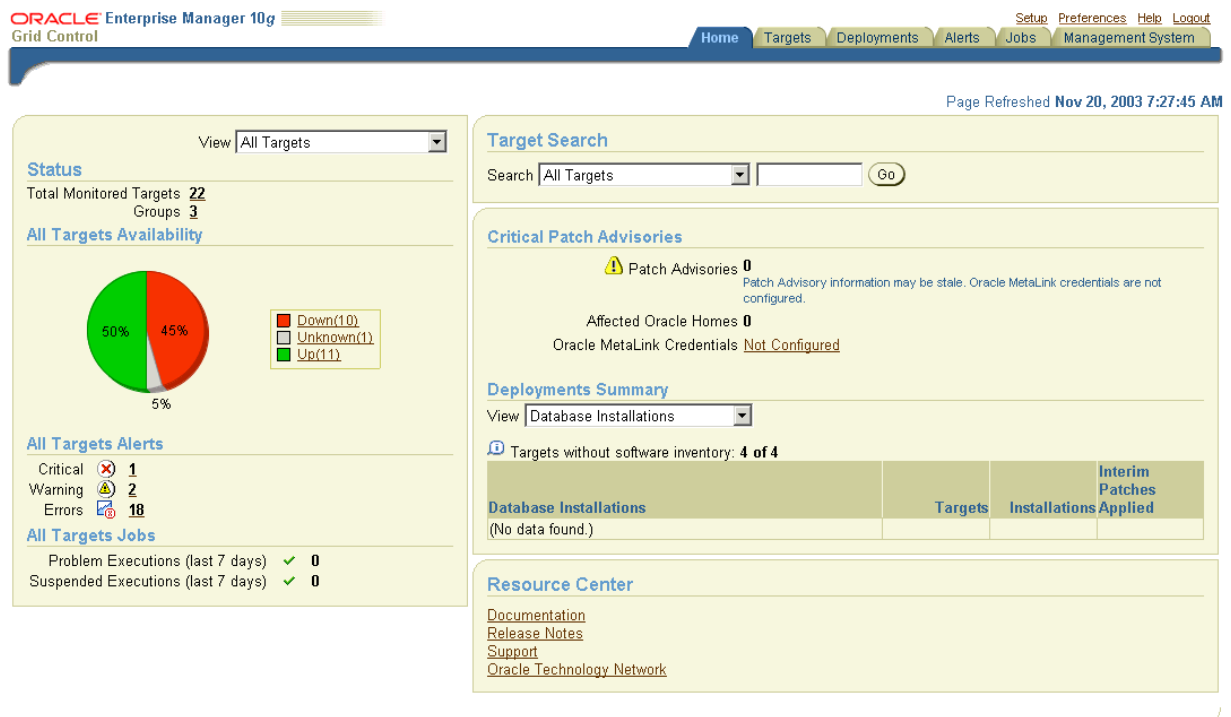 ORACLE Enterprise Manager 10g
Grid Control
Setup Preferences Help Logout
Home Targets Deployments Alerts Jobs Management System
Page Refreshed Nov 20, 2003 7:27:45 AM
View All Targets
Status
Total Monitored Targets 22
Groups 3
All Targets Availability
50% 45%
5%
Down(10)
Unknown(1)
Up(11)
All Targets Alerts
Critical 1
Warning 2
Errors 18
All Targets Jobs
Problem Executions (last 7 days) 0
Suspended Executions (last 7 days) 0
Target Search
Search All Targets Go
Critical Patch Advisories
Patch Advisories 0
Patch Advisory information may be stale. Oracle MetaLink credentials are not
configured.
Affected Oracle Homes 0
Oracle MetaLink Credentials Not Configured
Deployments Summary
View Database Installations
Targets without software inventory: 4 of 4
Database Installations Targets Installations Interim Patches Applied
(No data found.)
Resource Center
Documentation
Release Notes
Support
Oracle Technology Network